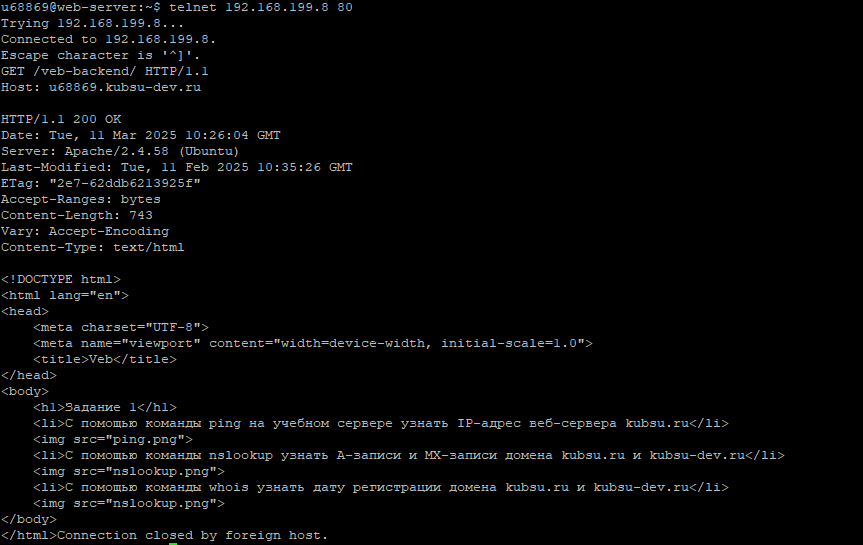 u68869@web-server:~$ telnet 192.168.199.8 80
Trying 192.168.199.8...
Connected to 192.168.199.8.
Escape character is '^]'.
GET /veb-backend/ HTTP/1.1
Host: u68869.kubsu-dev.ru

HTTP/1.1 200 OK
Date: Tue, 11 Mar 2025 10:26:04 GMT
Server: Apache/2.4.58 (Ubuntu)
Last-Modified: Tue, 11 Feb 2025 10:35:26 GMT
ETag: "2e7-62ddb6213925f"
Accept-Ranges: bytes
Content-Length: 743
Vary: Accept-Encoding
Content-Type: text/html

<!DOCTYPE html>
<html lang="en">
<head>
    <meta charset="UTF-8">
    <meta name="viewport" content="width=device-width, initial-scale=1.0">
    <title>Veb</title>
</head>
<body>
    <h1>Задание 1</h1>
    <li>С помощью команды ping на учебном сервере узнать IP-адрес веб-сервера kubsu.ru</li>
    <img src="ping.png">
    <li>С помощью команды nslookup узнать A-записи и MX-записи домена kubsu.ru и kubsu-dev.ru</li>
    <img src="nslookup.png">
    <li>С помощью команды whois узнать дату регистрации домена kubsu.ru и kubsu-dev.ru</li>
    <img src="nslookup.png">
</body>
</html>Connection closed by foreign host.